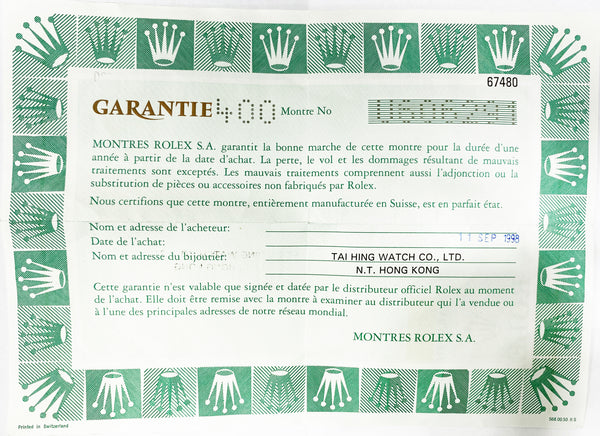 67480
GARANTIE 400 Montre No
MONTRES ROLEX S.A. garantit la bonne marche de cette montre pour la durée d'une
année à partir de la date d'achat. La perte, le vol et les dommages résultant de mauvais
traitements sont exceptés. Les mauvais traitements comprennent aussi l'adjonction ou la
substitution de pièces ou accessoires non fabriqués par Rolex.
Nous certifions que cette montre, entièrement manufacturée en Suisse, est en parfait état.
Nom et adresse de l'acheteur:
Date de l'achat: 11 SEP 1998
Nom et adresse du bijoutier: TAI HING WATCH CO., LTD.
N.T. HONG KONG
Cette garantie n'est valable que signée et datée par le distributeur officiel Rolex au moment
de l'achat. Elle doit être remise avec la montre à examiner au distributeur qui l'a vendue ou
à l'une des principales adresses de notre réseau mondial.
MONTRES ROLEX S.A.
Printed in Switzerland